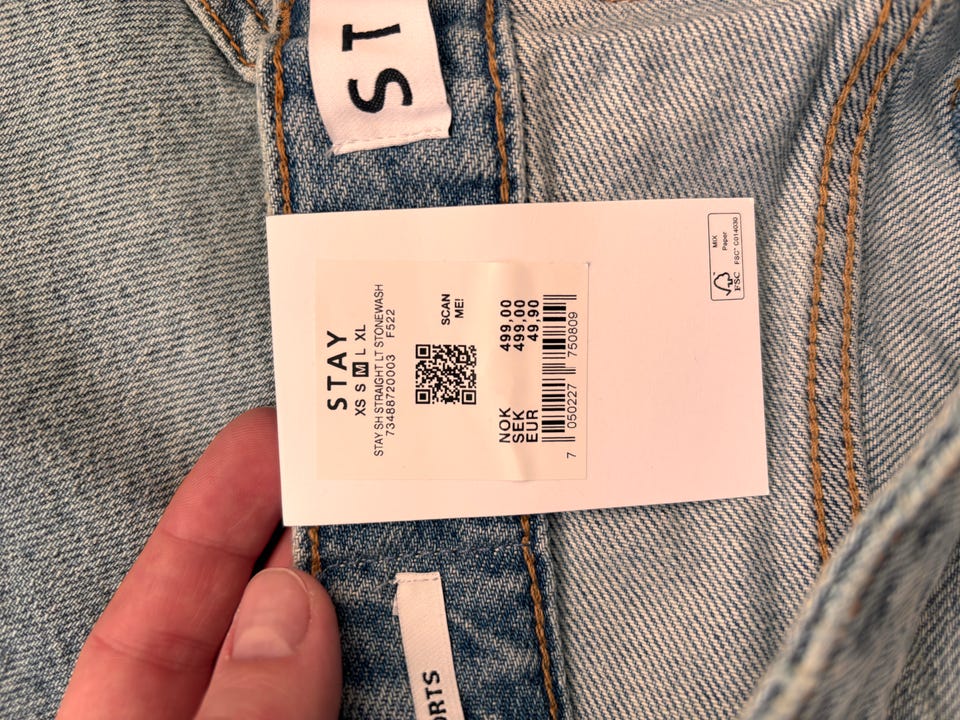 ST
STAY
XS S M L XL
STAY SH STRAIGHT LT STONEWASH
73488720003 F522
SCAN
ME!
NOK 499,00
SEK 499,00
EUR 49,90
7 050227 750809
MIX
Paper
FSC
FSC® C014030
ORTS